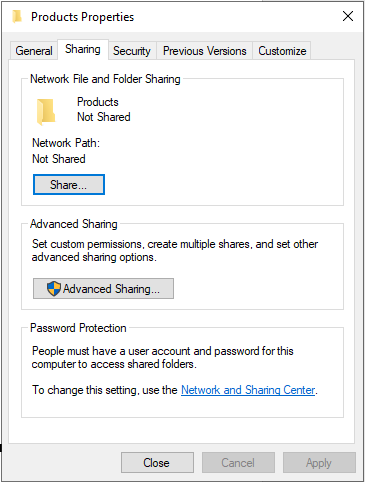 Products Properties
General Sharing Security Previous Versions Customize
Network File and Folder Sharing
Products
Not Shared
Network Path:
Not Shared
Share...
Advanced Sharing
Set custom permissions, create multiple shares, and set other
advanced sharing options.
Advanced Sharing...
Password Protection
People must have a user account and password for this
computer to access shared folders.
To change this setting, use the Network and Sharing Center.
Close Cancel Apply